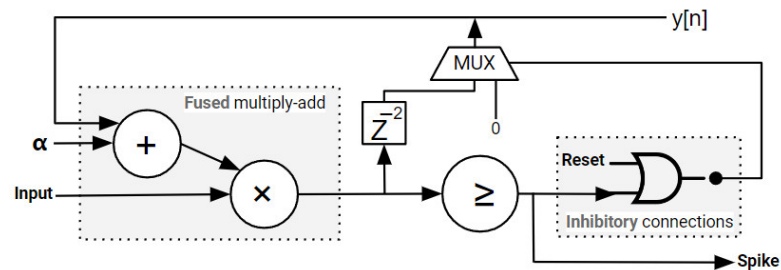 y[n]
MUX
Fused multiply-add
Z⁻²
0
α
+
Reset
Input
×
≥
Inhibitory connections
Spike